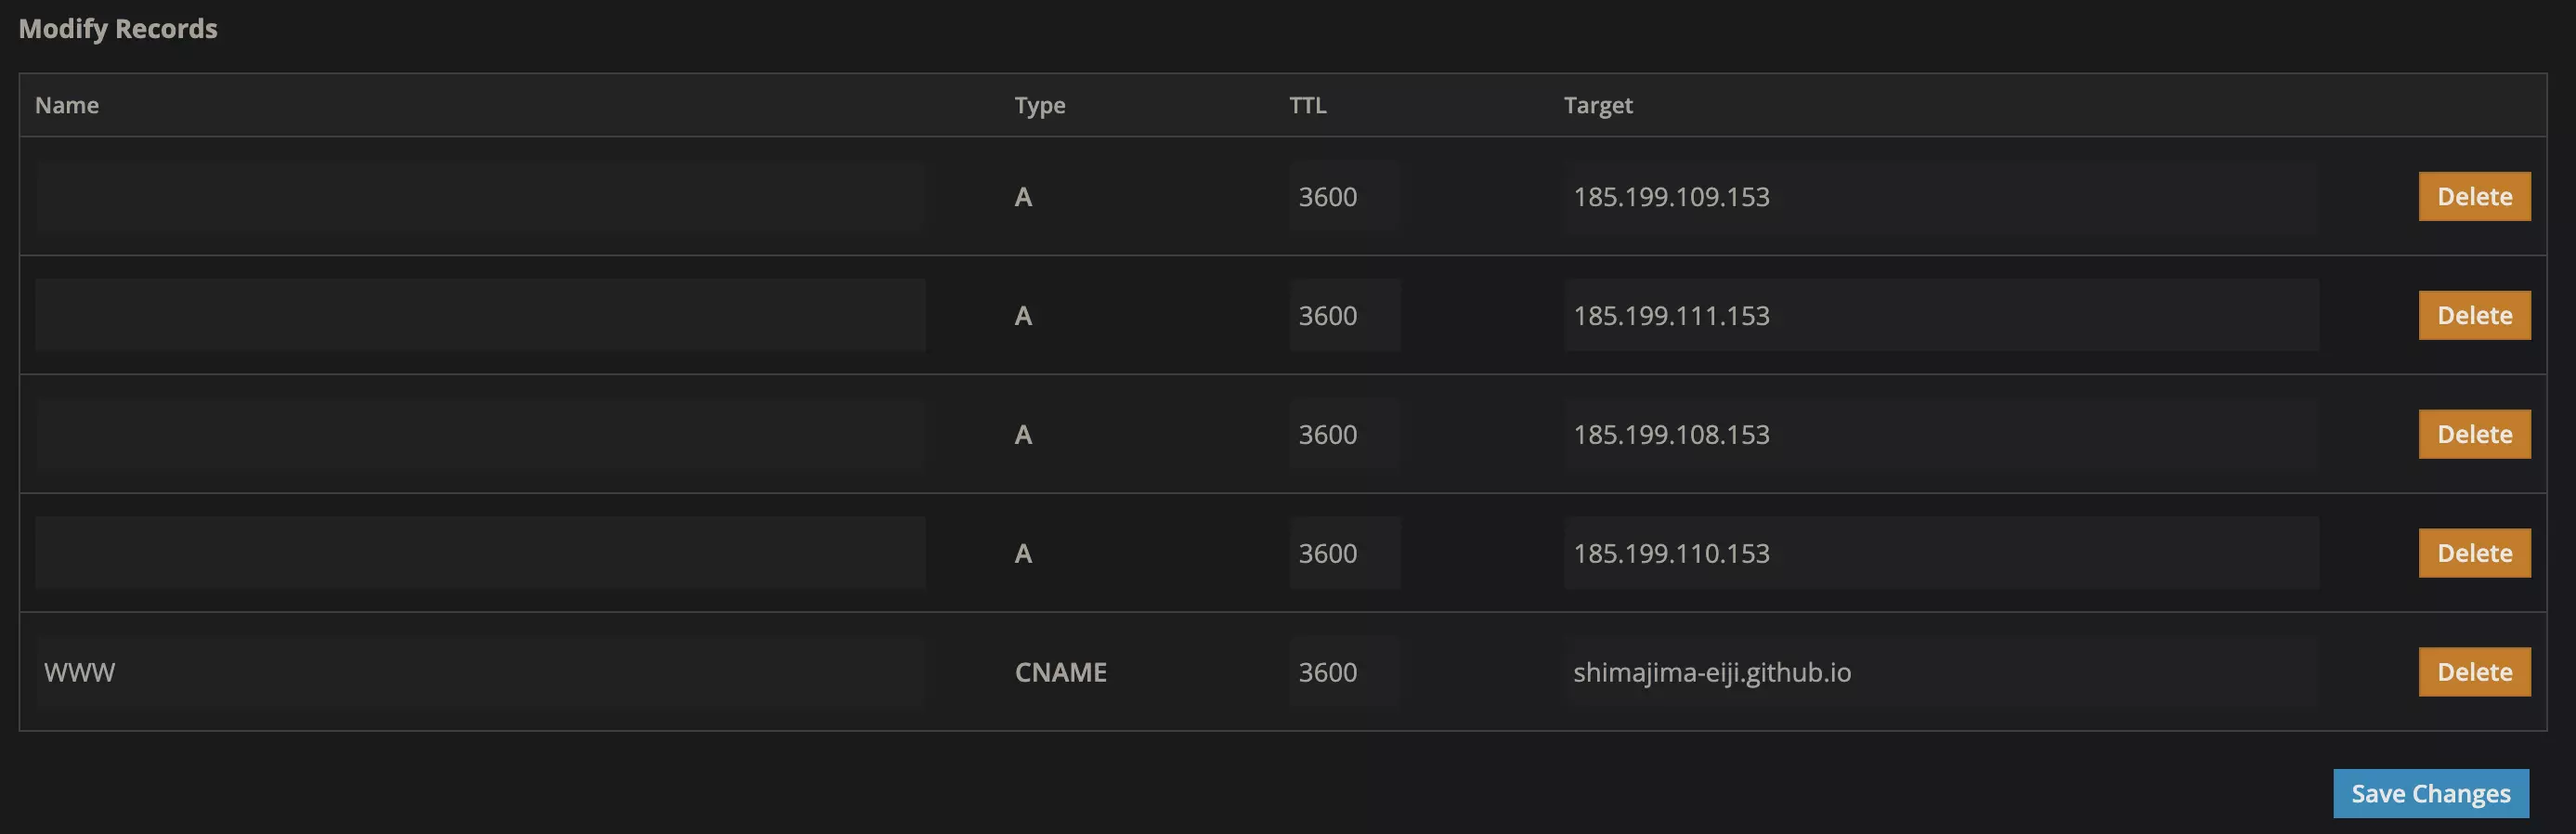 Modify Records
Name Type TTL Target
A 3600 185.199.109.153 Delete
A 3600 185.199.111.153 Delete
A 3600 185.199.108.153 Delete
A 3600 185.199.110.153 Delete
WWW CNAME 3600 shimajima-eiji.github.io Delete
Save Changes